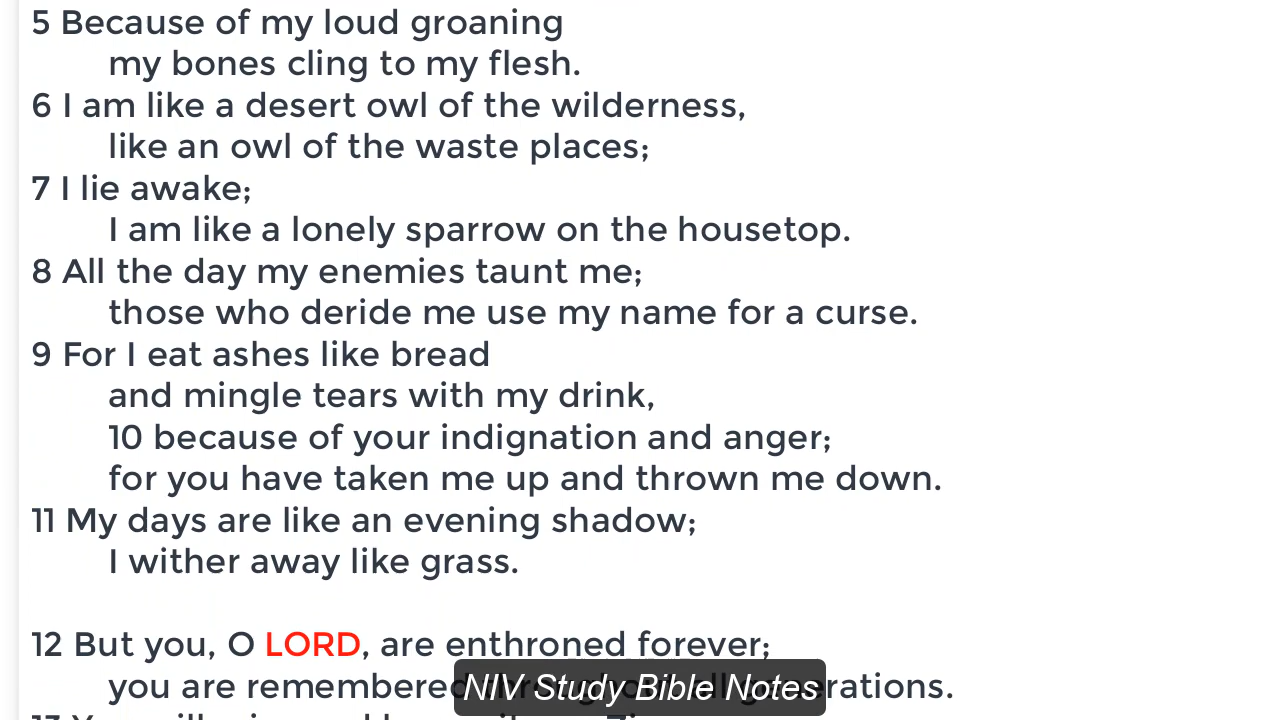 5 Because of my loud groaning
my bones cling to my flesh.
6 I am like a desert owl of the wilderness,
like an owl of the waste places;
7 I lie awake;
I am like a lonely sparrow on the housetop.
8 All the day my enemies taunt me;
those who deride me use my name for a curse.
9 For I eat ashes like bread
and mingle tears with my drink,
10 because of your indignation and anger;
for you have taken me up and thrown me down.
11 My days are like an evening shadow;
I wither away like grass.
12 But you, O LORD, are enthroned forever;
you are remembered throughout all generations.
NIV Study Bible Notes